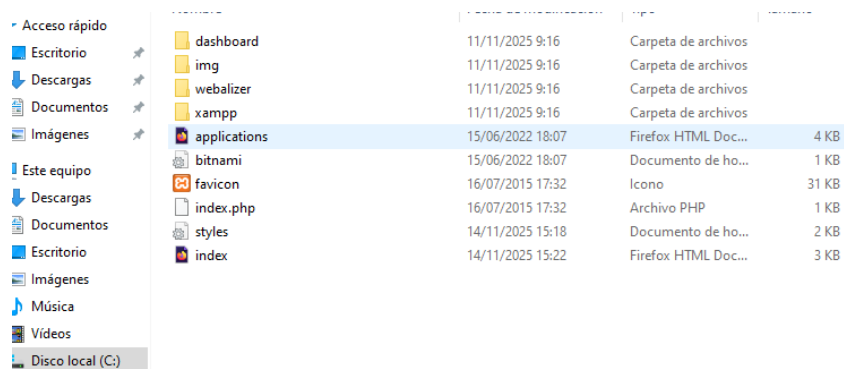 Acceso rápido
Escritorio
Descargas
Documentos
Imágenes
Este equipo
Descargas
Documentos
Escritorio
Imágenes
Música
Vídeos
Disco local (C:)
dashboard 11/11/2025 9:16 Carpeta de archivos
img 11/11/2025 9:16 Carpeta de archivos
webalizer 11/11/2025 9:16 Carpeta de archivos
xampp 11/11/2025 9:16 Carpeta de archivos
applications 15/06/2022 18:07 Firefox HTML Doc... 4 KB
bitnami 15/06/2022 18:07 Documento de ho... 1 KB
favicon 16/07/2015 17:32 Icono 31 KB
index.php 16/07/2015 17:32 Archivo PHP 1 KB
styles 14/11/2025 15:18 Documento de ho... 2 KB
index 14/11/2025 15:22 Firefox HTML Doc... 3 KB